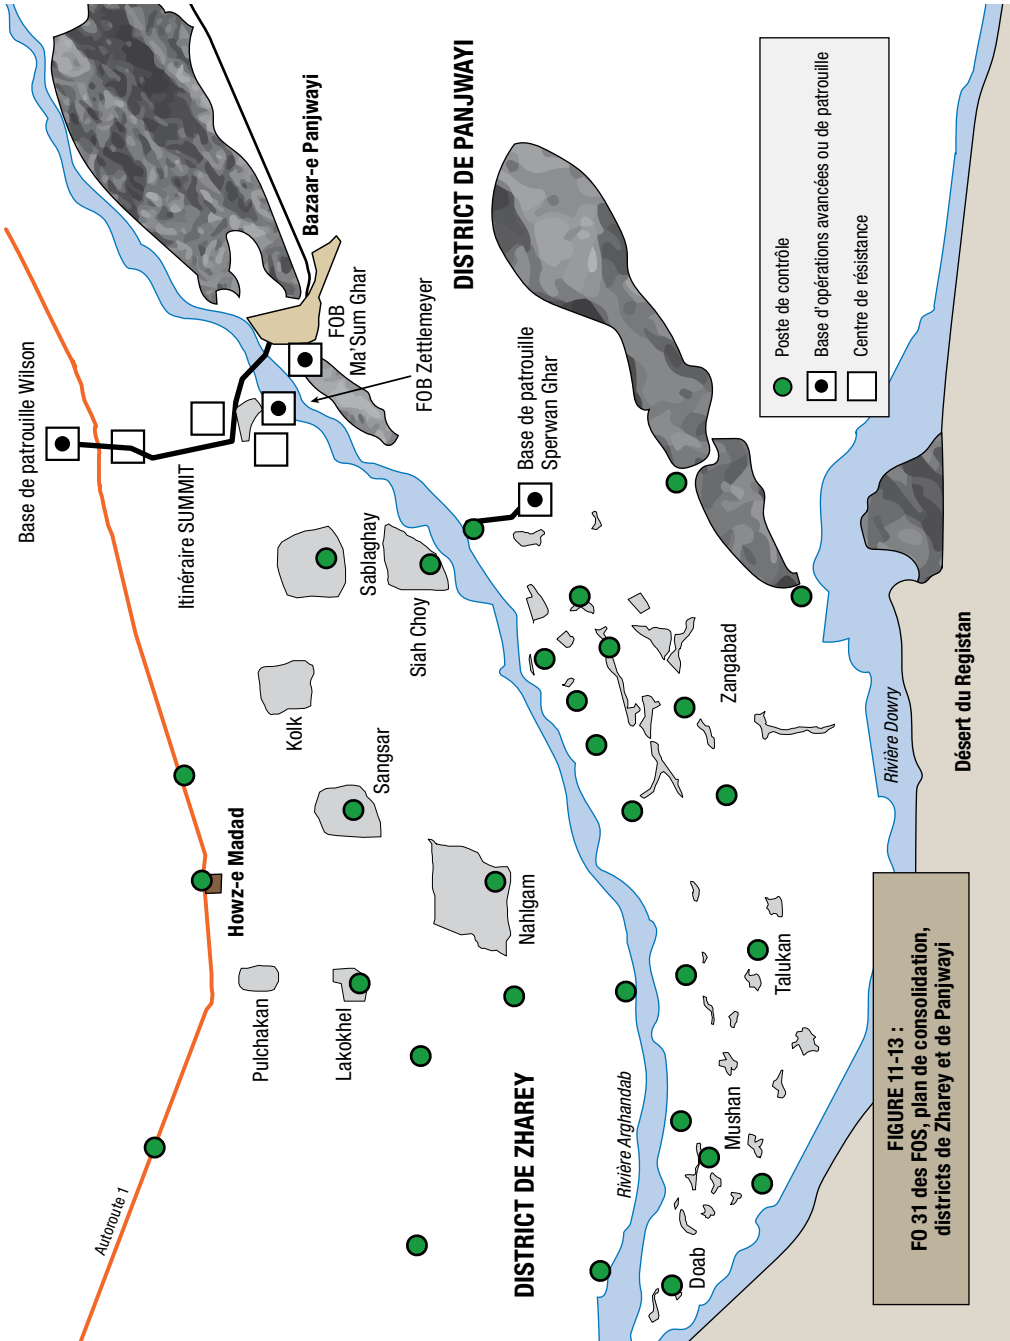 Base de patrouille Wilson
Itinéraire SUMMIT
Autoroute 1
Howz-e Madad
Pulchakan
Lakokhel
Kolk
Sangsar
Nahlgam
Sablaghay
Siah Choy
Bazaar-e Panjwayi
FOB
Ma'Sum Ghar
FOB Zettlemeyer
DISTRICT DE PANJWAYI
Base de patrouille
Sperwan Ghar
DISTRICT DE ZHAREY
Rivière Arghandab
Zangabad
Talukan
Mushan
Doab
Rivière Dowry
Désert du Registan
Poste de contrôle
Base d'opérations avancées ou de patrouille
Centre de résistance
FIGURE 11-13 :
FO 31 des FOS, plan de consolidation,
districts de Zharey et de Panjwayi